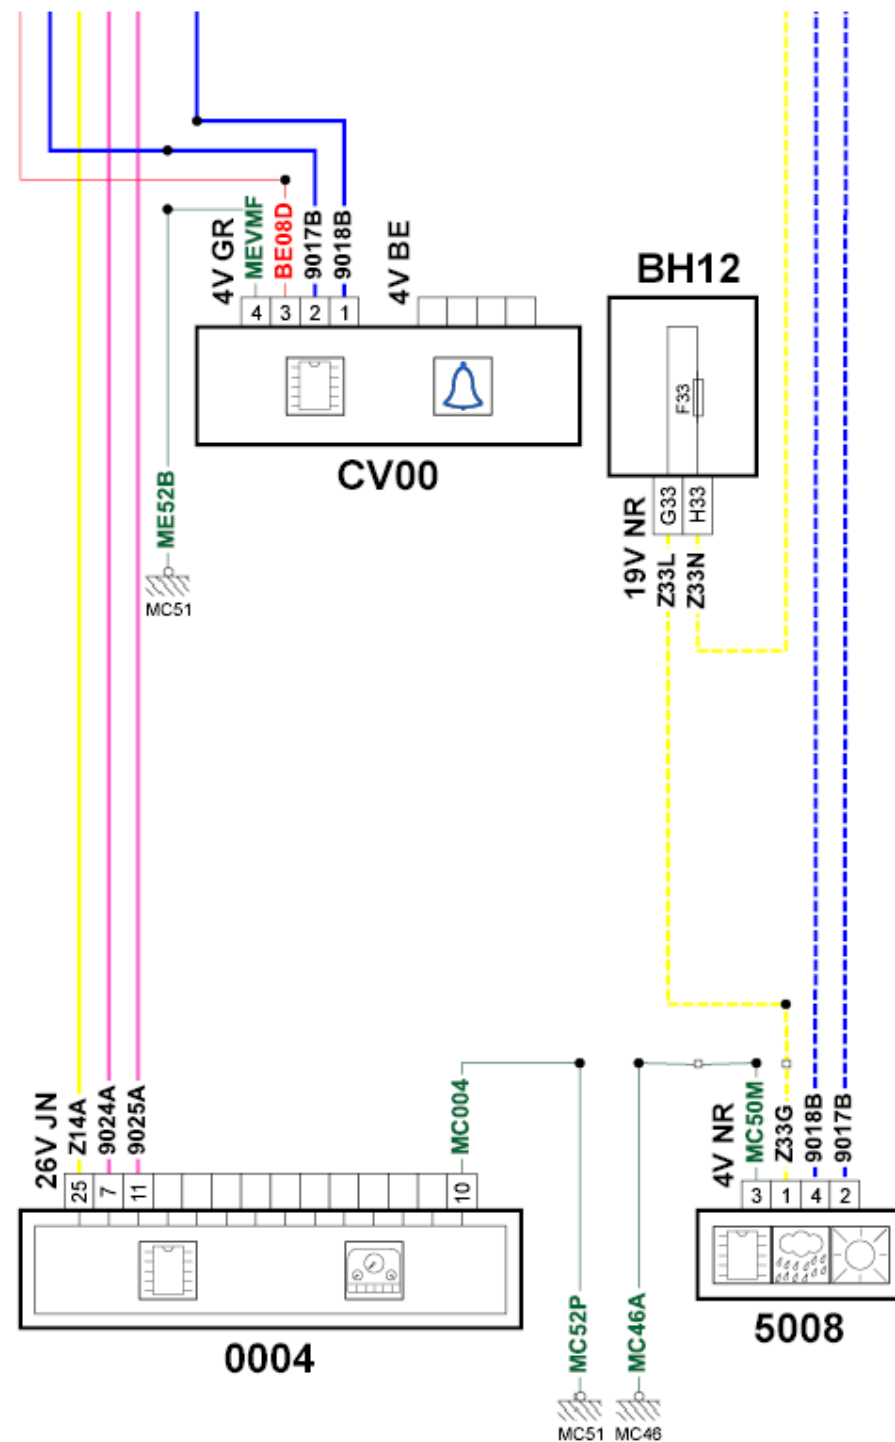 4V GR
MEVMF
BE08D
9017B
9018B
4V BE
4
3
2
1
CV00
ME52B
MC51
BH12
F33
G33
H33
19V NR
Z33L
Z33N
26V JN
Z14A
9024A
9025A
MC004
25
7
11
10
0004
MC52P
MC51
MC46A
MC46
4V NR
MC50M
Z33G
9018B
9017B
3
1
4
2
5008